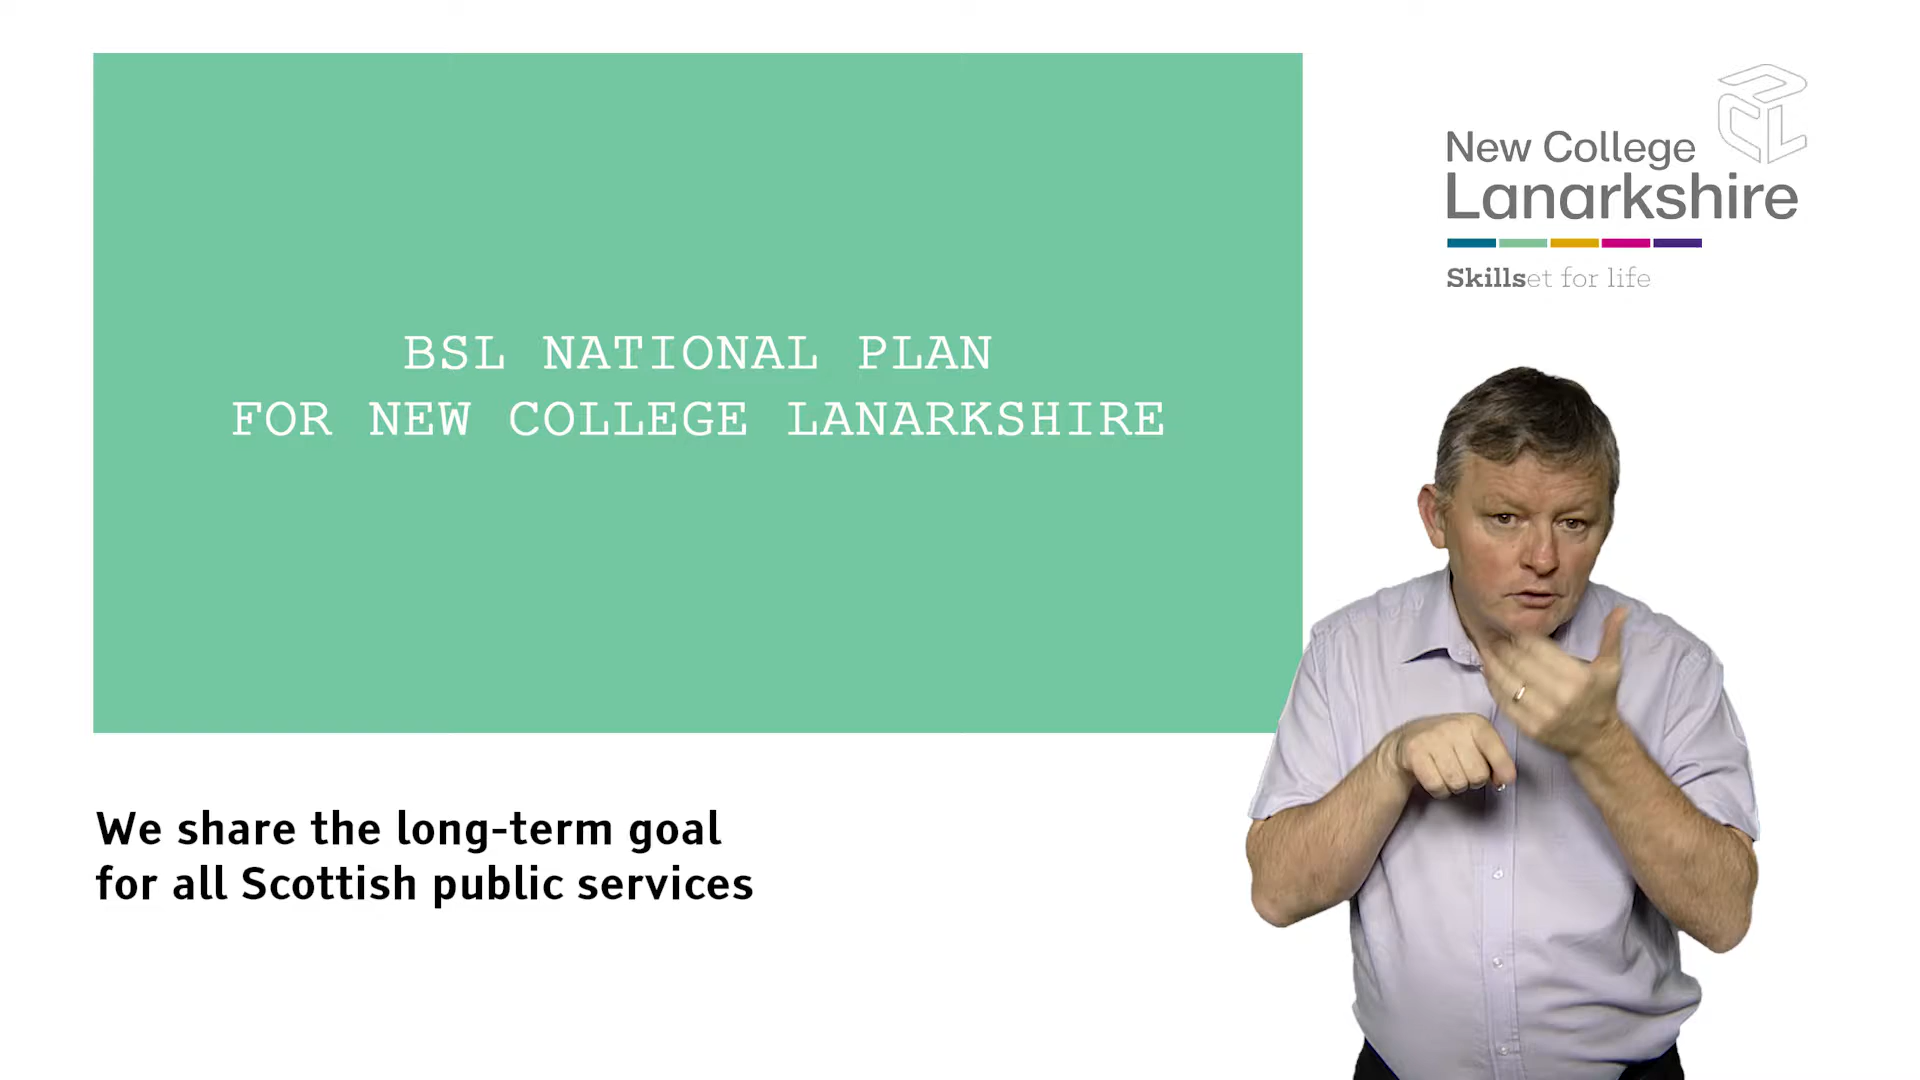 BSL NATIONAL PLAN
FOR NEW COLLEGE LANARKSHIRE
NCL
New College
Lanarkshire
Skillset for life
We share the long-term goal
for all Scottish public services